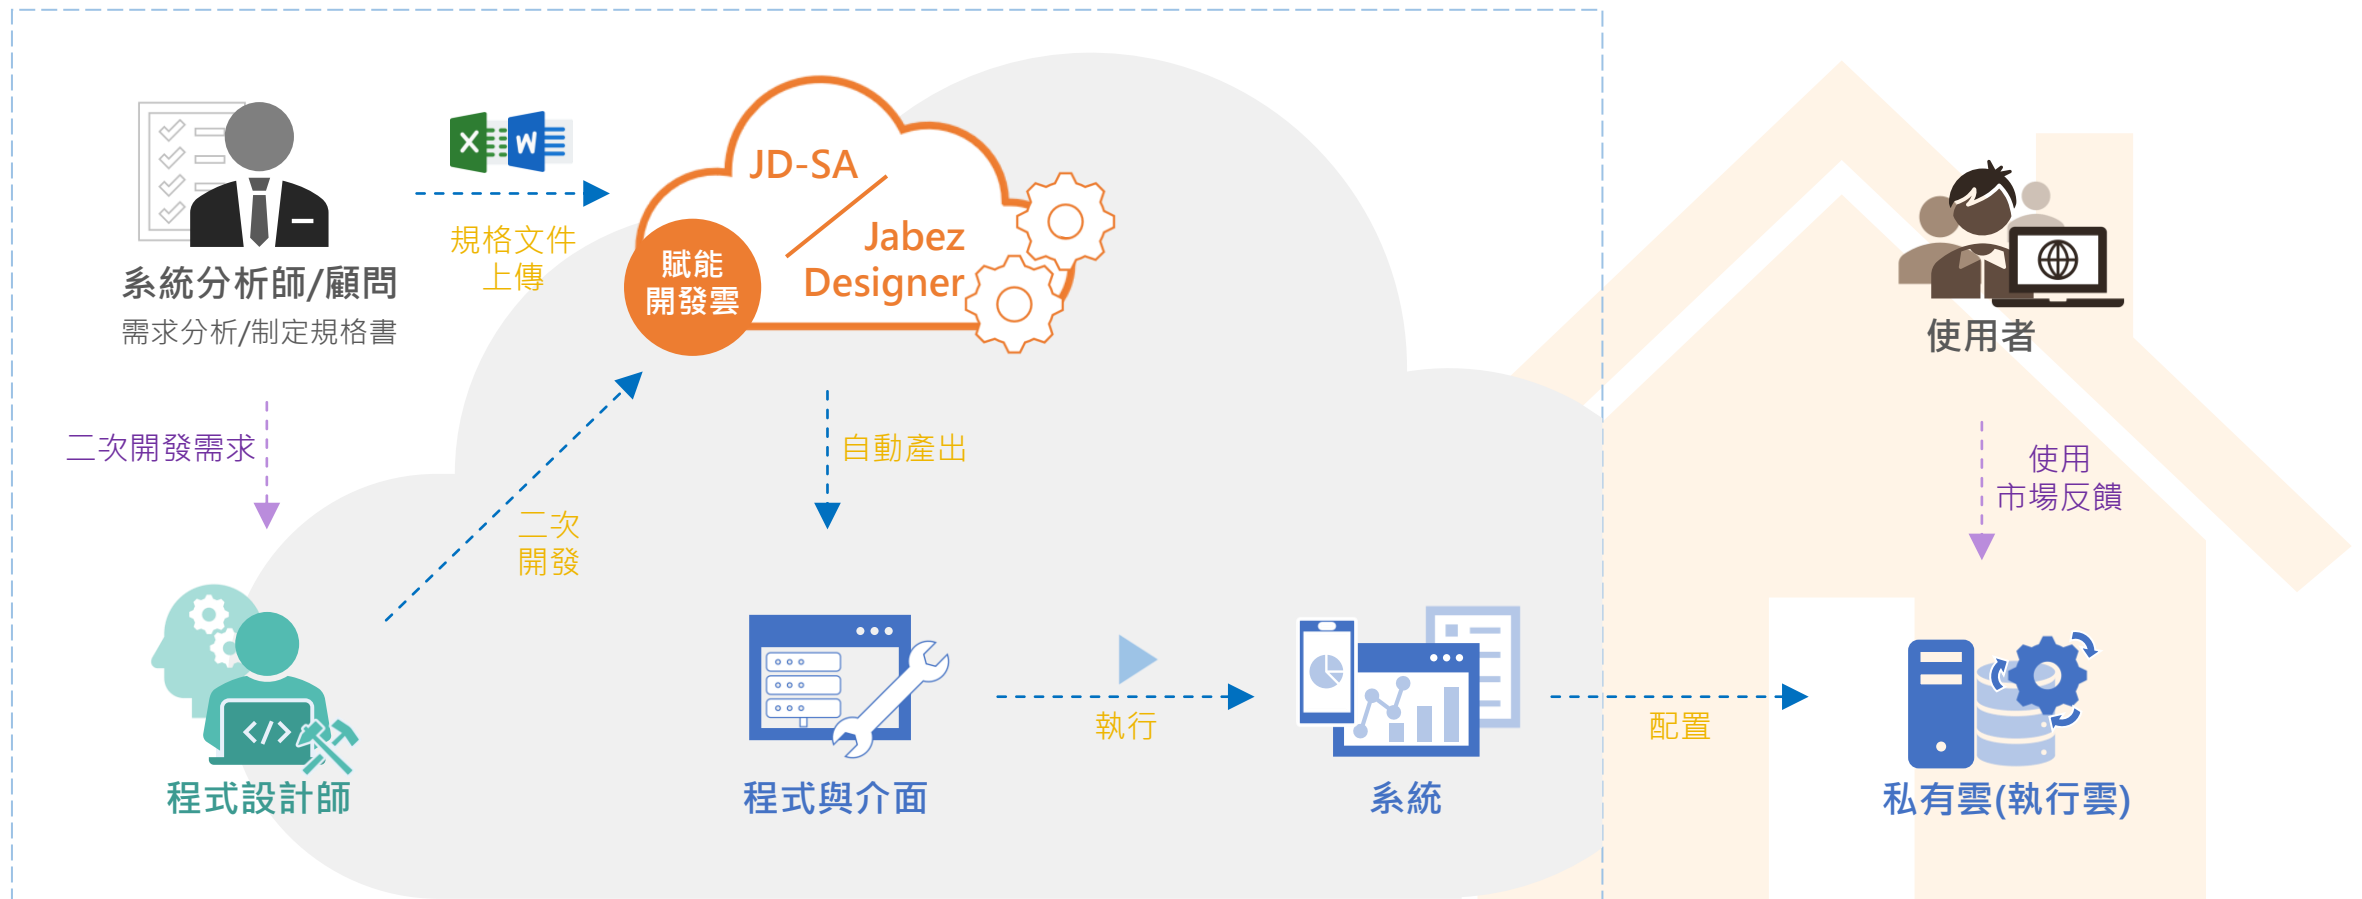 系統分析師/顧問
需求分析/制定規格書
規格文件
上傳
JD-SA
Jabez
Designer
賦能
開發雲
使用者
二次開發需求
二次
開發
自動產出
使用
市場反饋
程式設計師
程式與介面
執行
系統
配置
私有雲(執行雲)